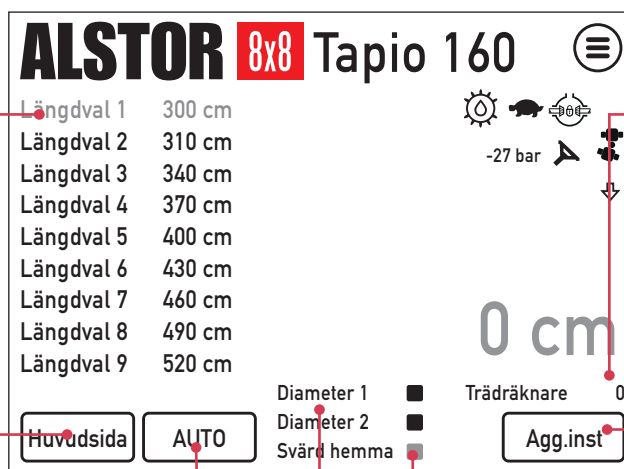 ALSTOR 8x8 Tapio 160
Längdval 1 300 cm
Längdval 2 310 cm
-27 bar
Längdval 3 340 cm
Längdval 4 370 cm
Längdval 5 400 cm
Längdval 6 430 cm
Längdval 7 460 cm
Längdval 8 490 cm
0 cm
Längdval 9 520 cm
Diameter 1
Trädräknare 0
Huvudsida
AUTO
Diameter 2
Svärd hemma
Agg.inst